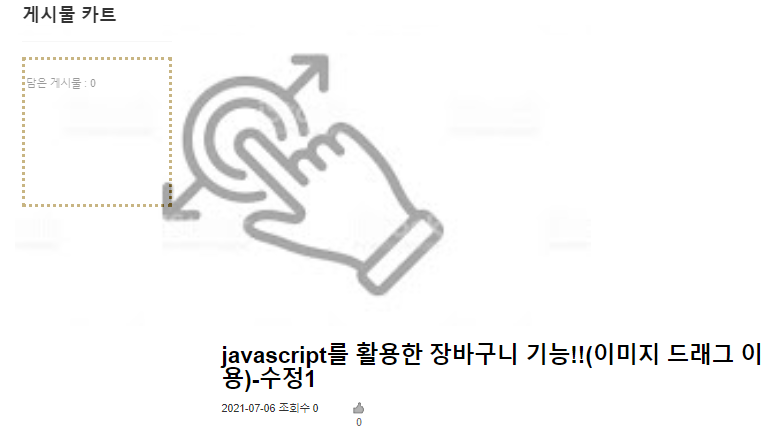 게시물 카트
담은 게시물 : 0
javascript를 활용한 장바구니 기능!!(이미지 드래그 이
용)-수정1
2021-07-06 조회수 0
0